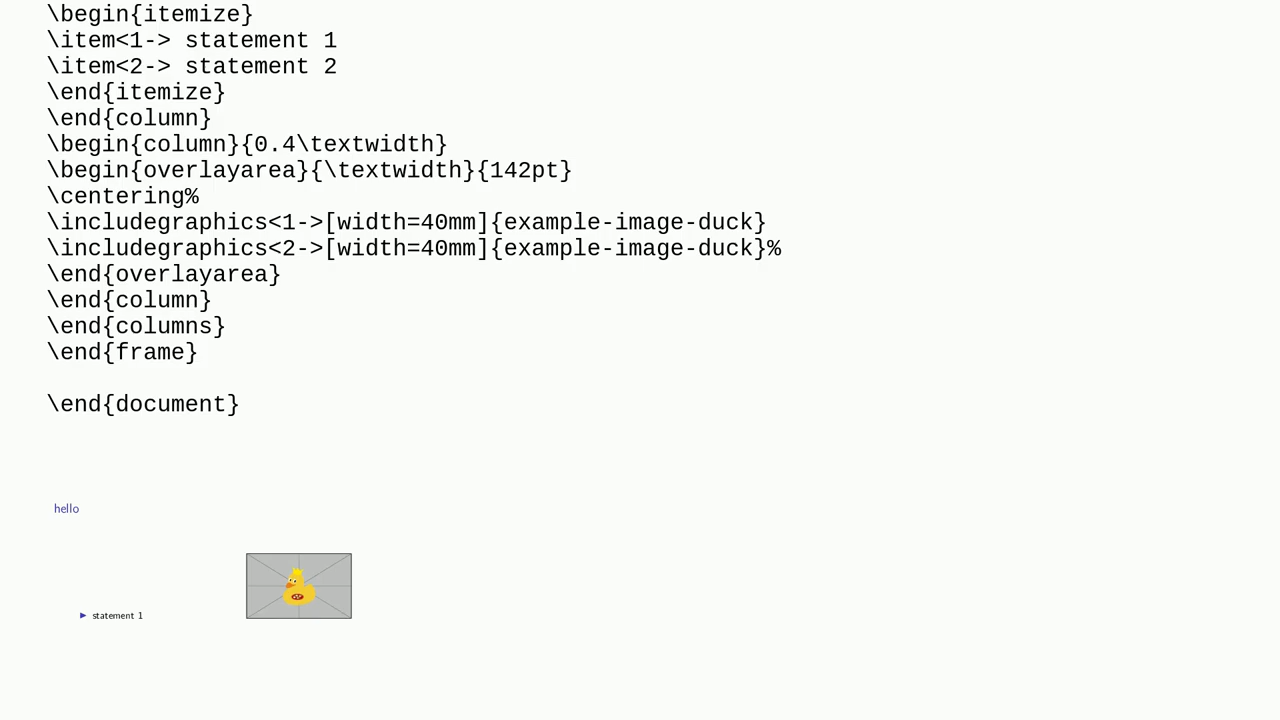 \begin{itemize}
\item<1-> statement 1
\item<2-> statement 2
\end{itemize}
\end{column}
\begin{column}{0.4\textwidth}
\begin{overlayarea}{\textwidth}{142pt}
\centering%
\includegraphics<1->[width=40mm]{example-image-duck}
\includegraphics<2->[width=40mm]{example-image-duck}%
\end{overlayarea}
\end{column}
\end{columns}
\end{frame}
\end{document}
hello
statement 1